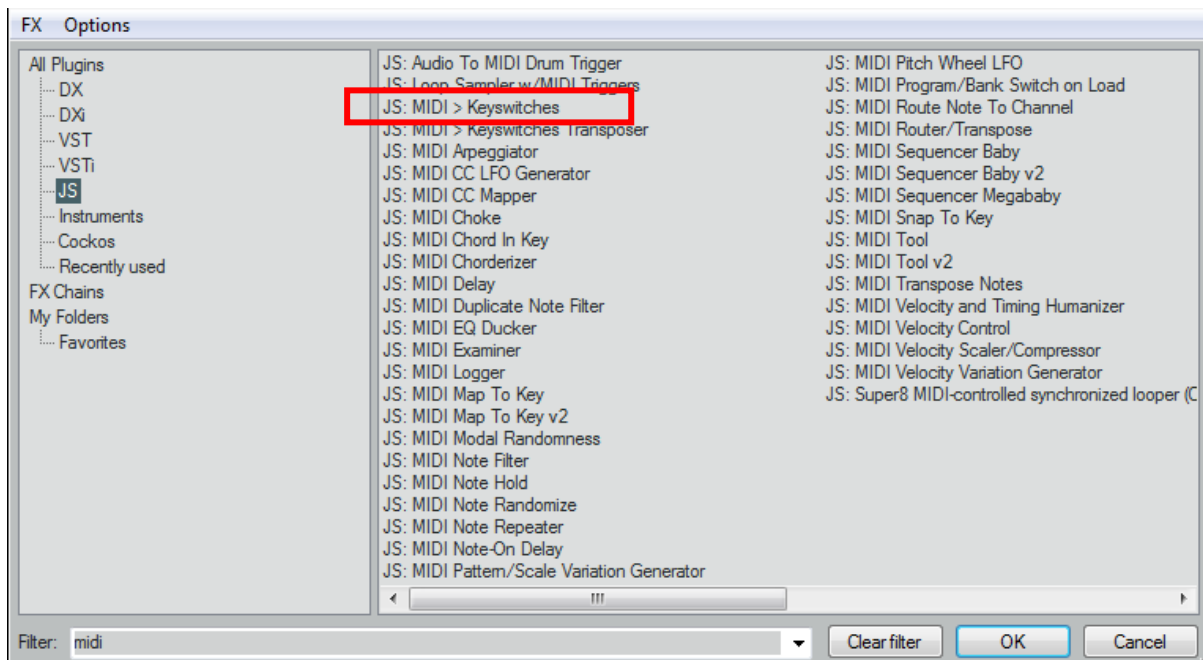 FX Options
All Plugins
DX
DXi
VST
VSTi
JS
Instruments
Cockos
Recently used
FX Chains
My Folders
Favorites
JS: Audio To MIDI Drum Trigger
JS: Loop Sampler w/MIDI Triggers
JS: MIDI > Keyswitches
JS: MIDI > Keyswitches Transposer
JS: MIDI Arpeggiator
JS: MIDI CC LFO Generator
JS: MIDI CC Mapper
JS: MIDI Choke
JS: MIDI Chord In Key
JS: MIDI Chorderizer
JS: MIDI Delay
JS: MIDI Duplicate Note Filter
JS: MIDI EQ Ducker
JS: MIDI Examiner
JS: MIDI Logger
JS: MIDI Map To Key
JS: MIDI Map To Key v2
JS: MIDI Modal Randomness
JS: MIDI Note Filter
JS: MIDI Note Hold
JS: MIDI Note Randomize
JS: MIDI Note Repeater
JS: MIDI Note-On Delay
JS: MIDI Pattern/Scale Variation Generator
JS: MIDI Pitch Wheel LFO
JS: MIDI Program/Bank Switch on Load
JS: MIDI Route Note To Channel
JS: MIDI Router/Transpose
JS: MIDI Sequencer Baby
JS: MIDI Sequencer Baby v2
JS: MIDI Sequencer Megababy
JS: MIDI Snap To Key
JS: MIDI Tool
JS: MIDI Tool v2
JS: MIDI Transpose Notes
JS: MIDI Velocity and Timing Humanizer
JS: MIDI Velocity Control
JS: MIDI Velocity Scaler/Compressor
JS: MIDI Velocity Variation Generator
JS: Super8 MIDI-controlled synchronized looper (C
Filter: midi Clear filter OK Cancel